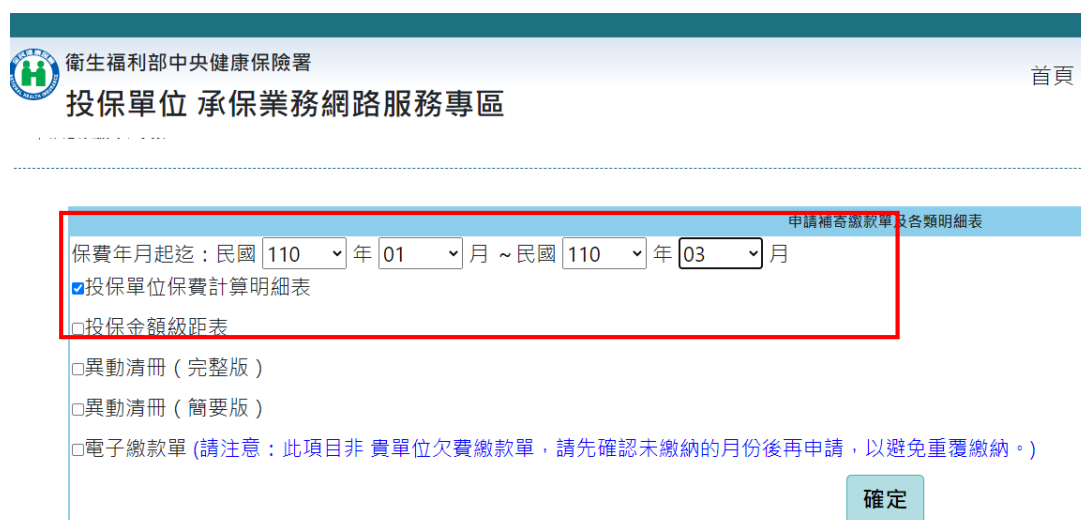 衛生福利部中央健康保險署
首頁
投保單位 承保業務網路服務專區
申請補寄繳款單及各類明細表
保費年月起迄：民國 110 年 01 月 ~民國 110 年 03 月
投保單位保費計算明細表
投保金額級距表
異動清冊（完整版）
異動清冊（簡要版）
電子繳款單 (請注意：此項目非 貴單位欠費繳款單，請先確認未繳納的月份後再申請，以避免重覆繳納。)
確定